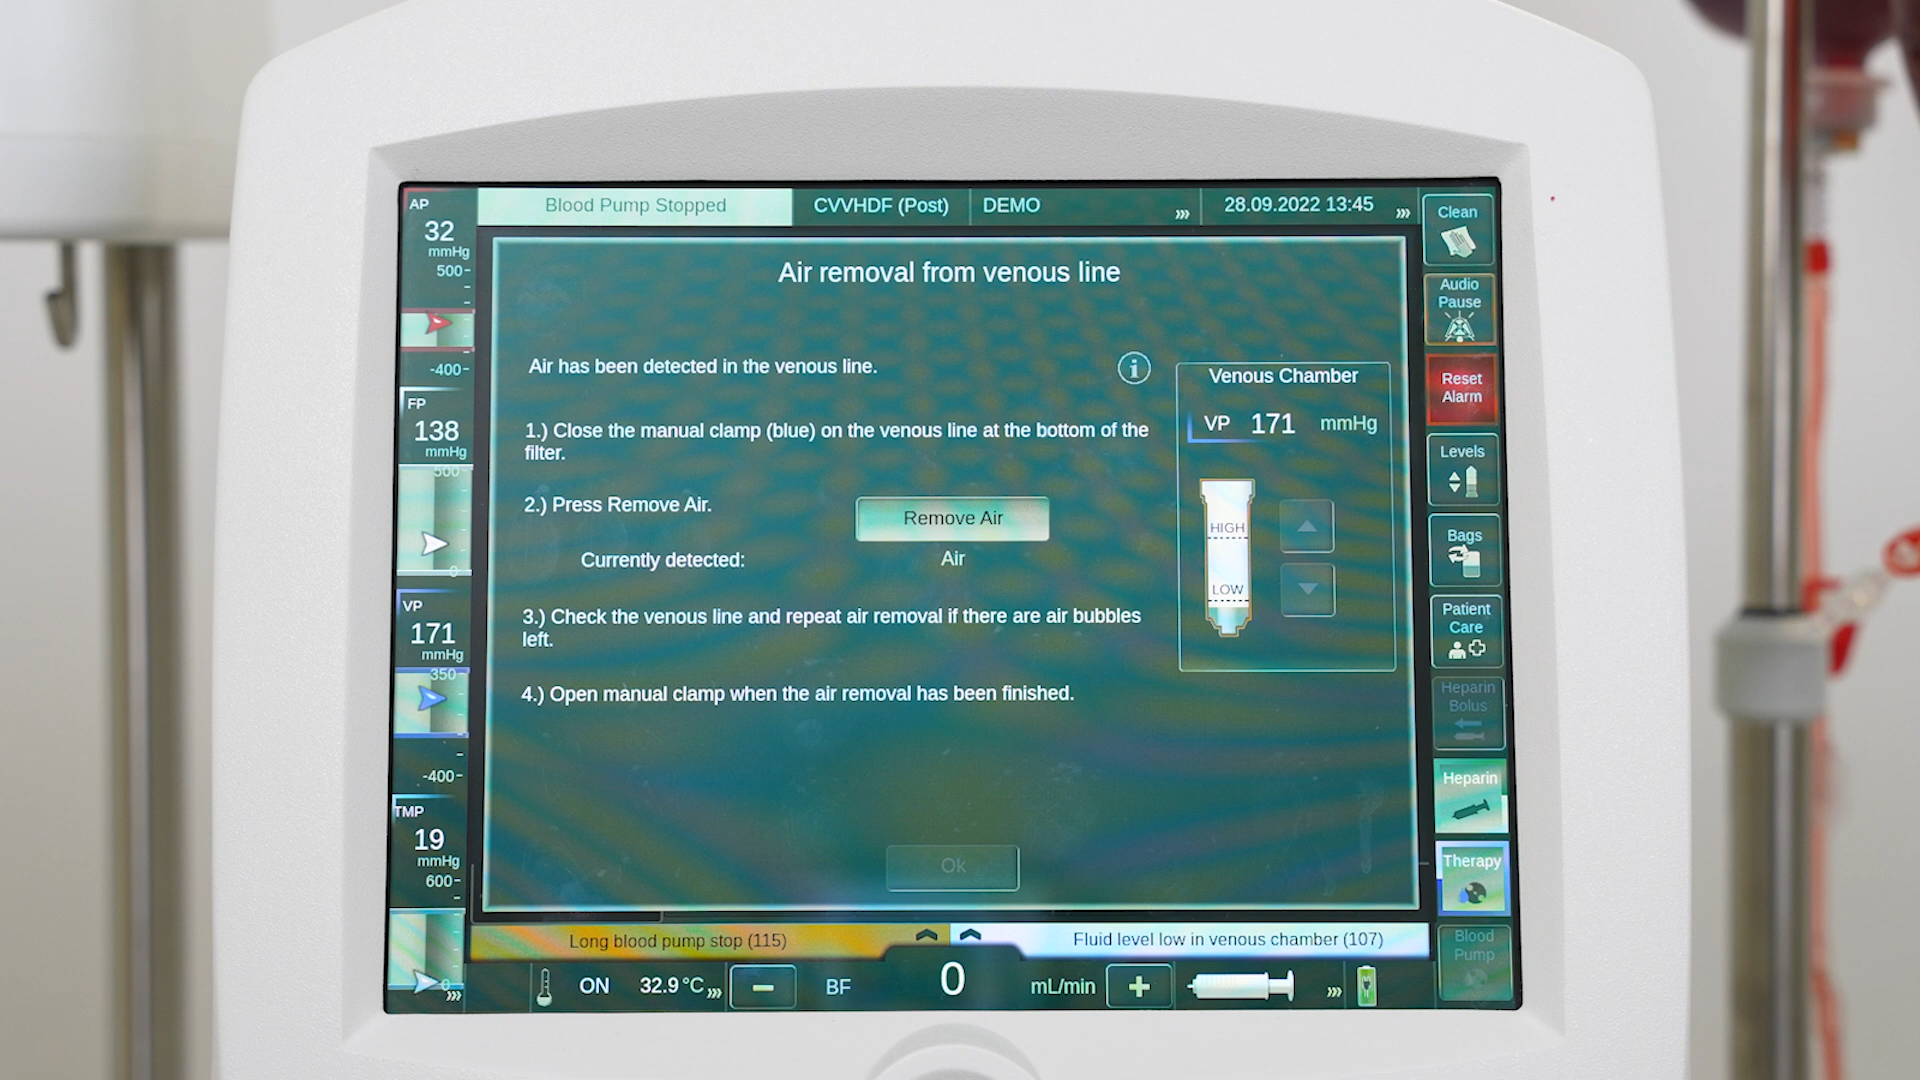 Blood Pump Stopped
CVVHDF (Post)
DEMO
28.09.2022 13:45
AP
32
mmHg
500
-400
FP
138
mmHg
500
0
VP
171
mmHg
350
-400
TMP
19
mmHg
600
0
Air removal from venous line
Air has been detected in the venous line.
i
1.) Close the manual clamp (blue) on the venous line at the bottom of the
filter.
2.) Press Remove Air.
Remove Air
Currently detected:
Air
3.) Check the venous line and repeat air removal if there are air bubbles
left.
4.) Open manual clamp when the air removal has been finished.
Ok
Venous Chamber
VP 171 mmHg
HIGH
LOW
Clean
Audio
Pause
Reset
Alarm
Levels
Bags
Patient
Care
Heparin
Bolus
Heparin
Therapy
Blood
Pump
Long blood pump stop (115)
Fluid level low in venous chamber (107)
ON
32.9 °C
BF
0
mL/min